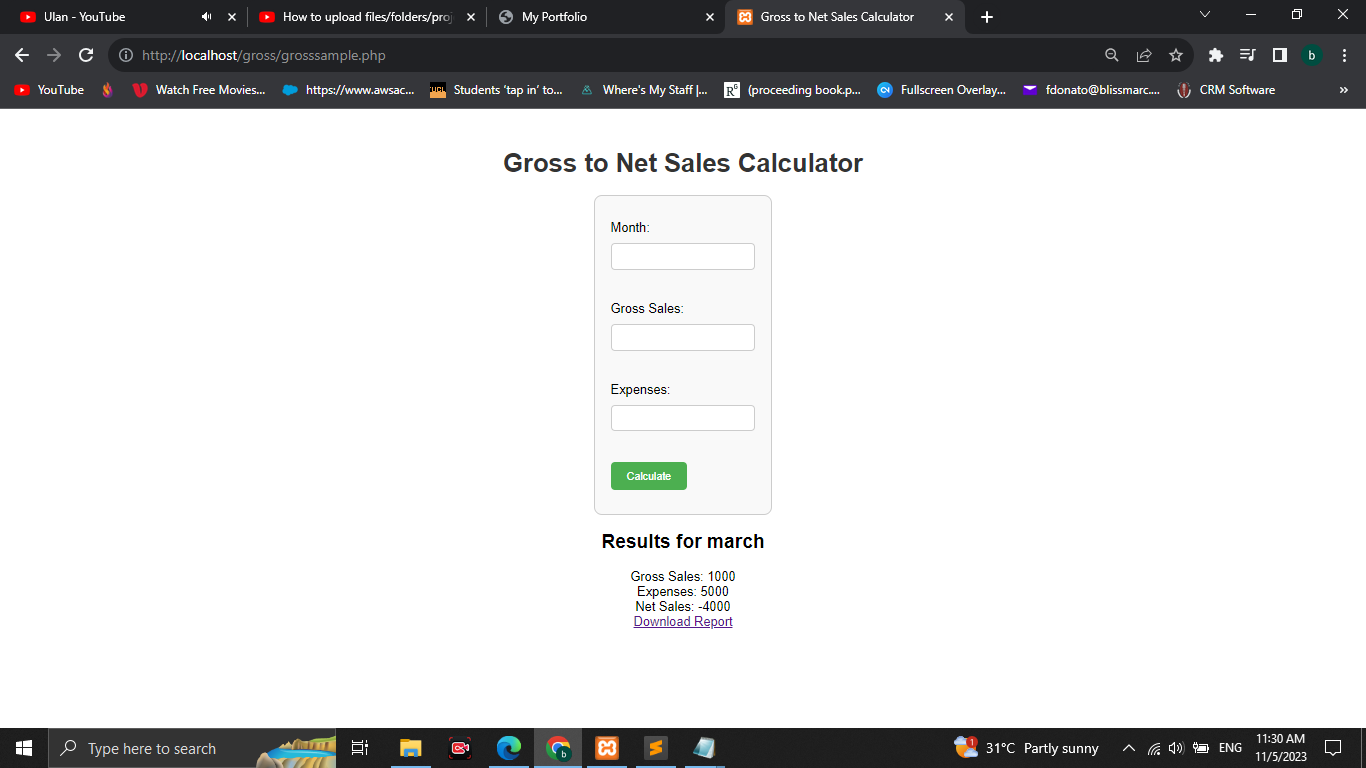 Ulan - YouTube
How to upload files/folders/proj
My Portfolio
Gross to Net Sales Calculator
http://localhost/gross/grosssample.php
b
YouTube
Watch Free Movies...
https://www.awsac...
Students 'tap in' to...
Where's My Staff |...
(proceeding book.p...
Fullscreen Overlay...
fdonato@blissmarc....
CRM Software
»
Gross to Net Sales Calculator
Month:
Gross Sales:
Expenses:
Calculate
Results for march
Gross Sales: 1000
Expenses: 5000
Net Sales: -4000
Download Report
Type here to search
b
1
31°C Partly sunny
ENG
11:30 AM
11/5/2023